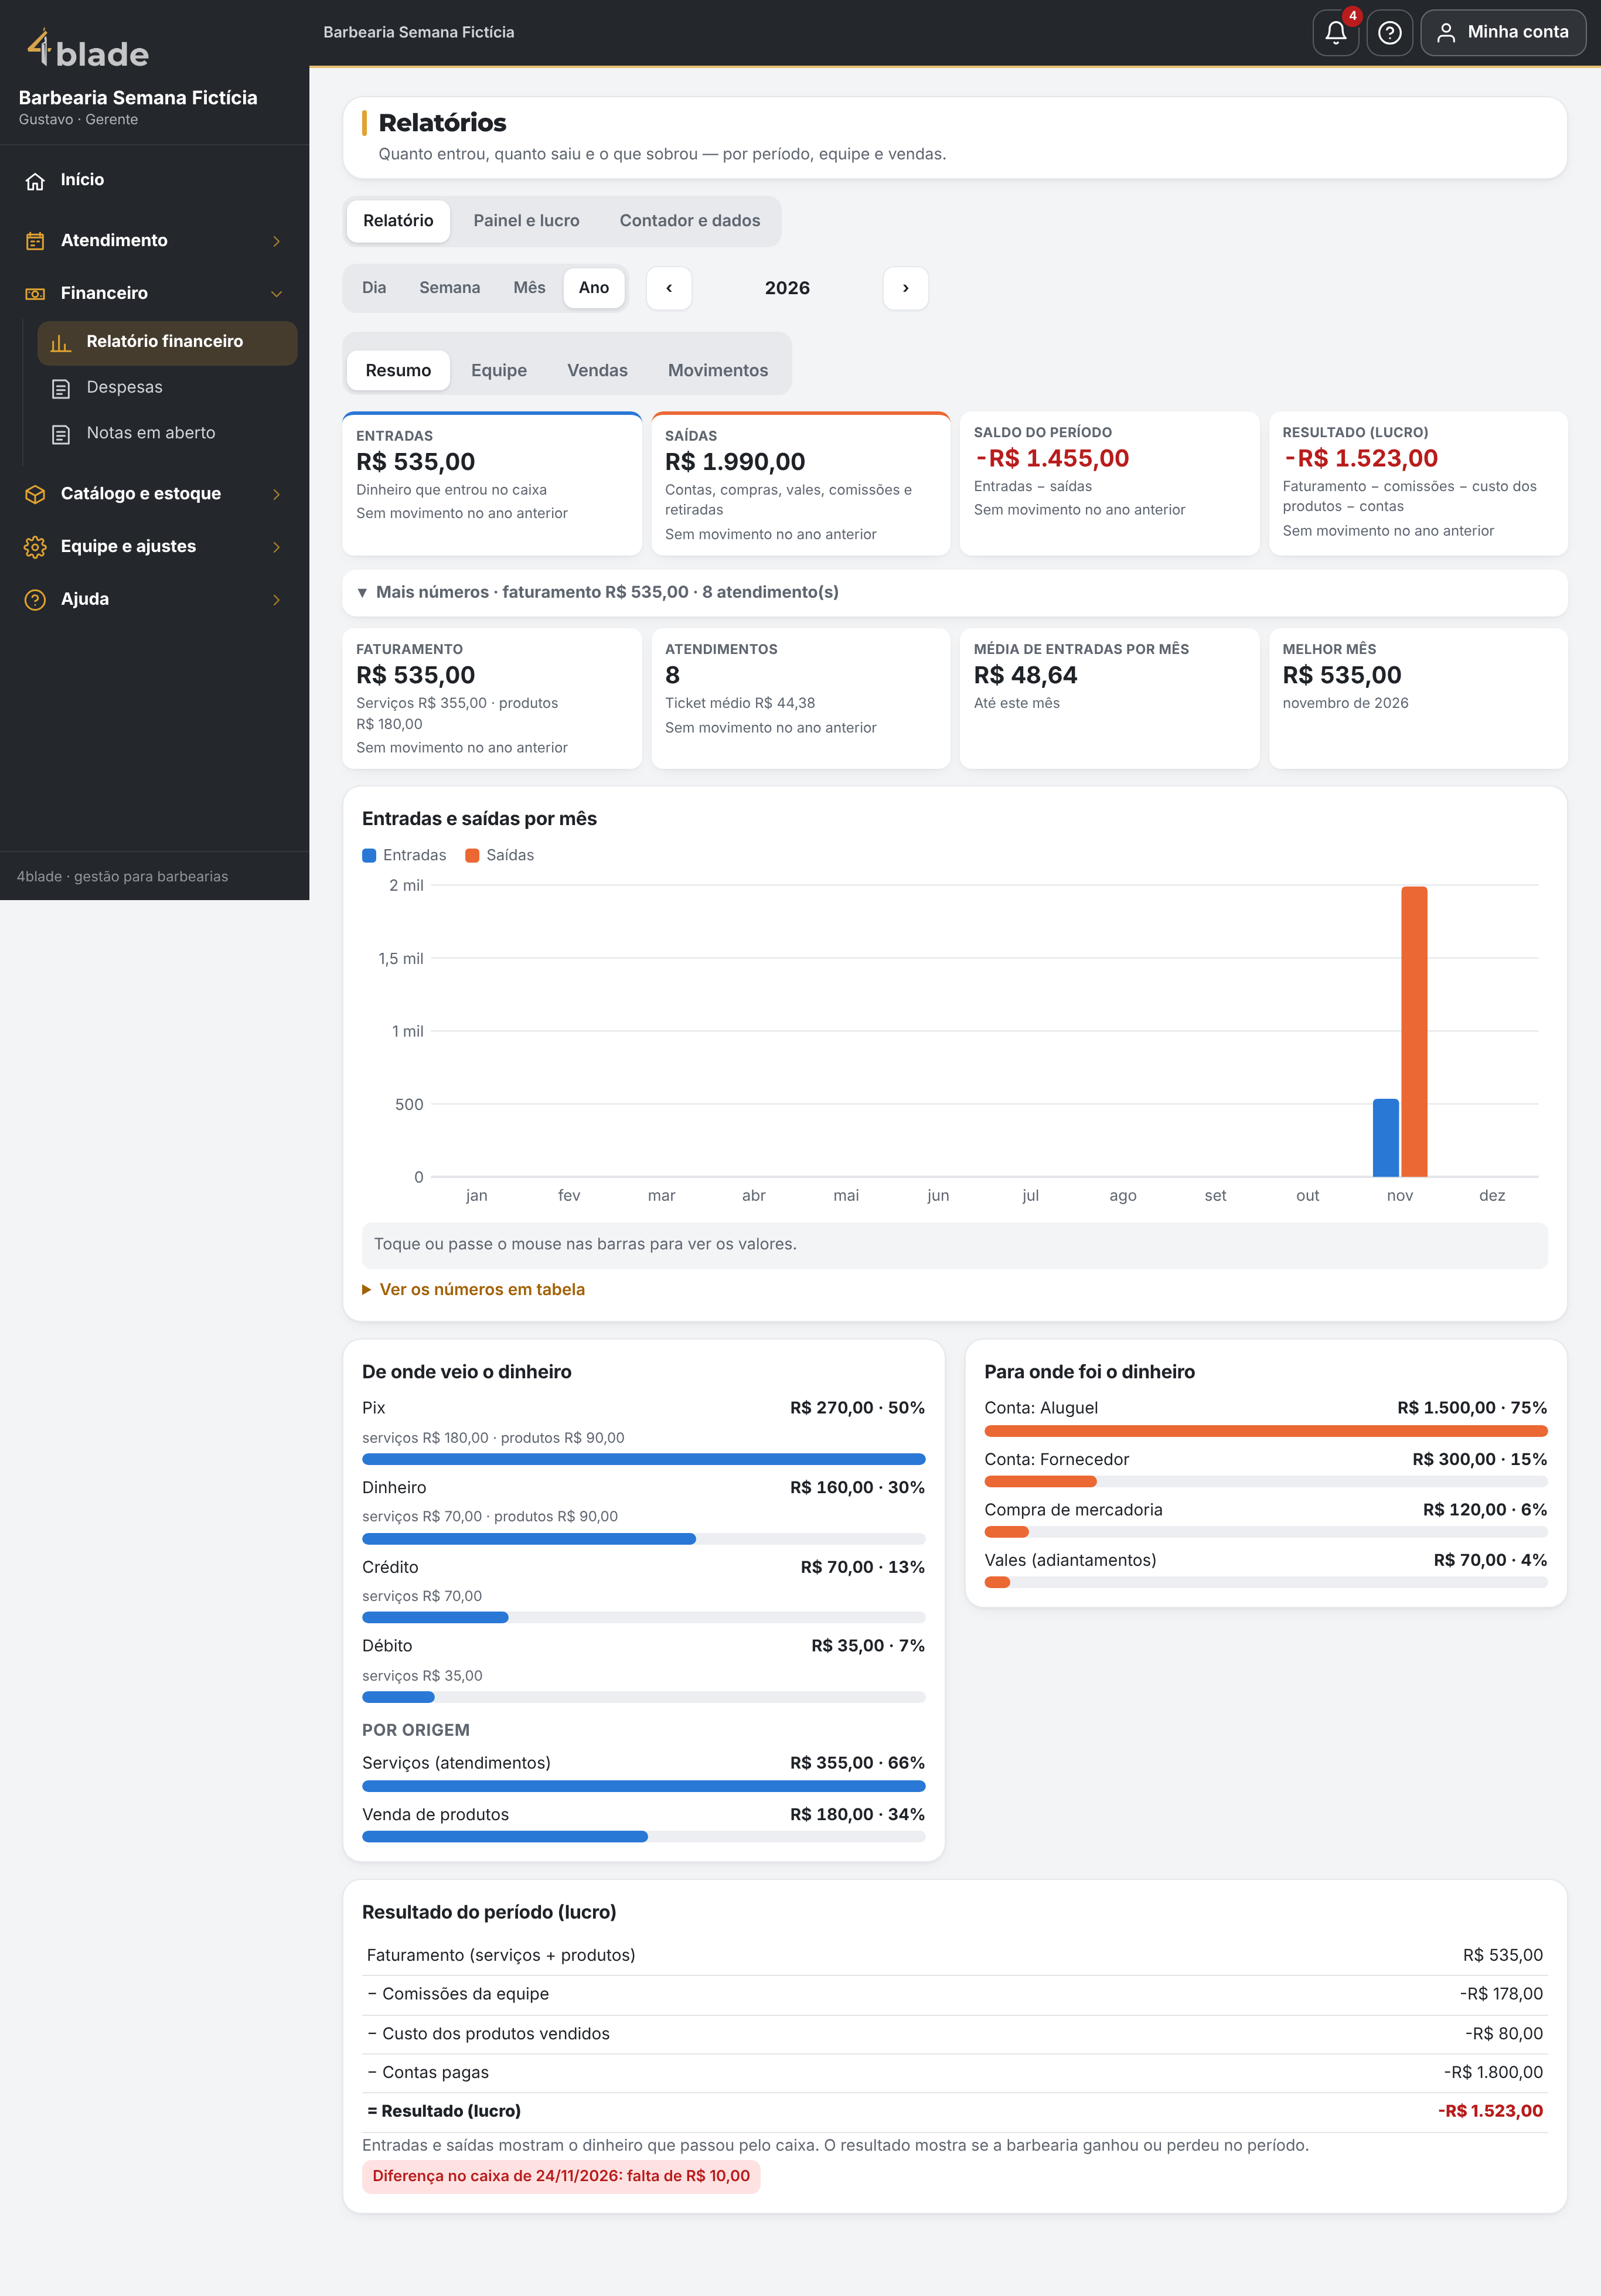 4blade
Barbearia Semana Fictícia
Gustavo · Gerente
Início
Atendimento
Financeiro
Relatório financeiro
Despesas
Notas em aberto
Catálogo e estoque
Equipe e ajustes
Ajuda
4blade · gestão para barbearias
Barbearia Semana Fictícia
4
Minha conta
Relatórios
Quanto entrou, quanto saiu e o que sobrou — por período, equipe e vendas.
Relatório Painel e lucro Contador e dados
Dia Semana Mês Ano ‹ 2026 ›
Resumo Equipe Vendas Movimentos
ENTRADAS
R$ 535,00
Dinheiro que entrou no caixa
Sem movimento no ano anterior
SAÍDAS
R$ 1.990,00
Contas, compras, vales, comissões e
retiradas
Sem movimento no ano anterior
SALDO DO PERÍODO
-R$ 1.455,00
Entradas − saídas
Sem movimento no ano anterior
RESULTADO (LUCRO)
-R$ 1.523,00
Faturamento − comissões − custo dos
produtos − contas
Sem movimento no ano anterior
▼ Mais números · faturamento R$ 535,00 · 8 atendimento(s)
FATURAMENTO
R$ 535,00
Serviços R$ 355,00 · produtos
R$ 180,00
Sem movimento no ano anterior
ATENDIMENTOS
8
Ticket médio R$ 44,38
Sem movimento no ano anterior
MÉDIA DE ENTRADAS POR MÊS
R$ 48,64
Até este mês
MELHOR MÊS
R$ 535,00
novembro de 2026
Entradas e saídas por mês
Entradas Saídas
2 mil
1,5 mil
1 mil
500
0
jan fev mar abr mai jun jul ago set out nov dez
Toque ou passe o mouse nas barras para ver os valores.
▶ Ver os números em tabela
De onde veio o dinheiro
Pix R$ 270,00 · 50%
serviços R$ 180,00 · produtos R$ 90,00
Dinheiro R$ 160,00 · 30%
serviços R$ 70,00 · produtos R$ 90,00
Crédito R$ 70,00 · 13%
serviços R$ 70,00
Débito R$ 35,00 · 7%
serviços R$ 35,00
POR ORIGEM
Serviços (atendimentos) R$ 355,00 · 66%
Venda de produtos R$ 180,00 · 34%
Para onde foi o dinheiro
Conta: Aluguel R$ 1.500,00 · 75%
Conta: Fornecedor R$ 300,00 · 15%
Compra de mercadoria R$ 120,00 · 6%
Vales (adiantamentos) R$ 70,00 · 4%
Resultado do período (lucro)
Faturamento (serviços + produtos) R$ 535,00
− Comissões da equipe -R$ 178,00
− Custo dos produtos vendidos -R$ 80,00
− Contas pagas -R$ 1.800,00
= Resultado (lucro) -R$ 1.523,00
Entradas e saídas mostram o dinheiro que passou pelo caixa. O resultado mostra se a barbearia ganhou ou perdeu no período.
Diferença no caixa de 24/11/2026: falta de R$ 10,00